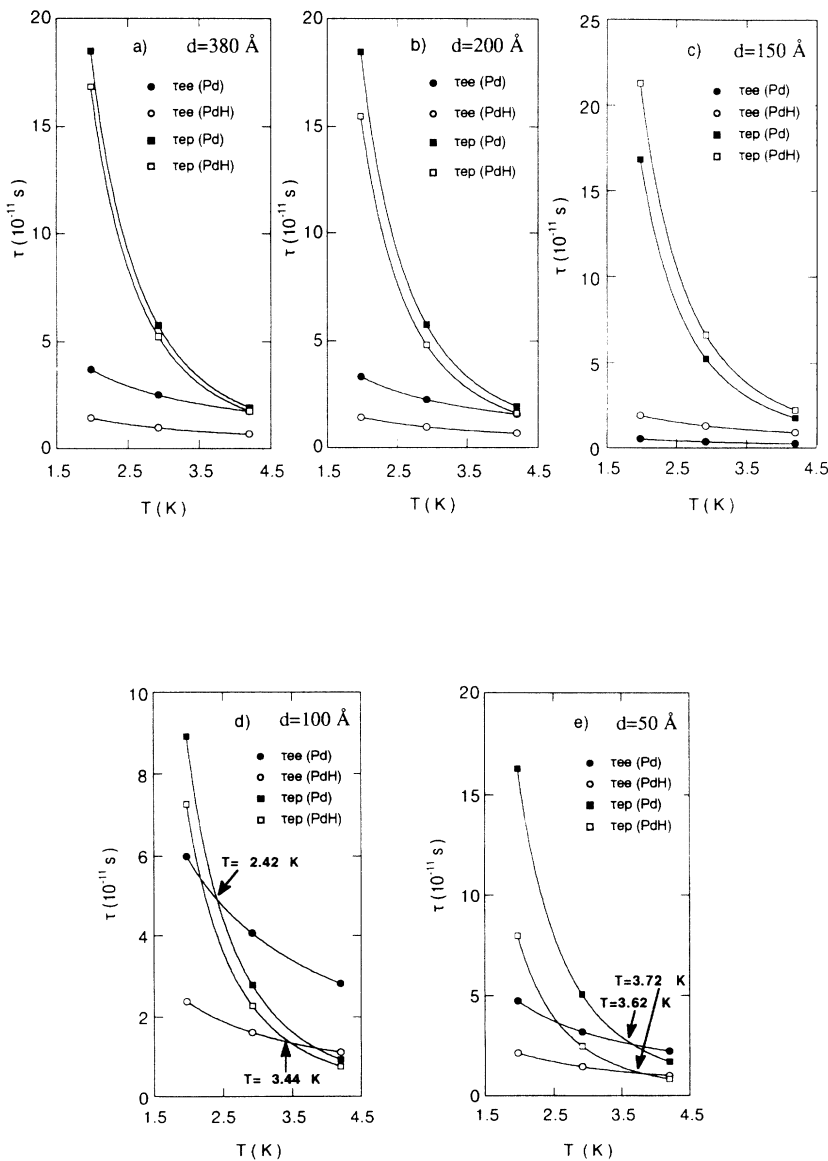 a) d=380 Å
τee (Pd)
τee (PdH)
τep (Pd)
τep (PdH)
20
15
10
5
0
τ (10⁻¹¹ s)
1.5 2.5 3.5 4.5
T (K)
b) d=200 Å
τee (Pd)
τee (PdH)
τep (Pd)
τep (PdH)
20
15
10
5
0
1.5 2.5 3.5 4.5
T (K)
c) d=150 Å
τee (Pd)
τee (PdH)
τep (Pd)
τep (PdH)
25
20
15
10
5
0
τ (10⁻¹¹ s)
1.5 2.5 3.5 4.5
T (K)
d) d=100 Å
τee (Pd)
τee (PdH)
τep (Pd)
τep (PdH)
10
8
6
4
2
0
τ (10⁻¹¹ s)
T= 2.42 K
T= 3.44 K
1.5 2.5 3.5 4.5
T (K)
e) d=50 Å
τee (Pd)
τee (PdH)
τep (Pd)
τep (PdH)
20
15
10
5
0
τ (10⁻¹¹ s)
T=3.72 K
T=3.62 K
1.5 2.5 3.5 4.5
T (K)